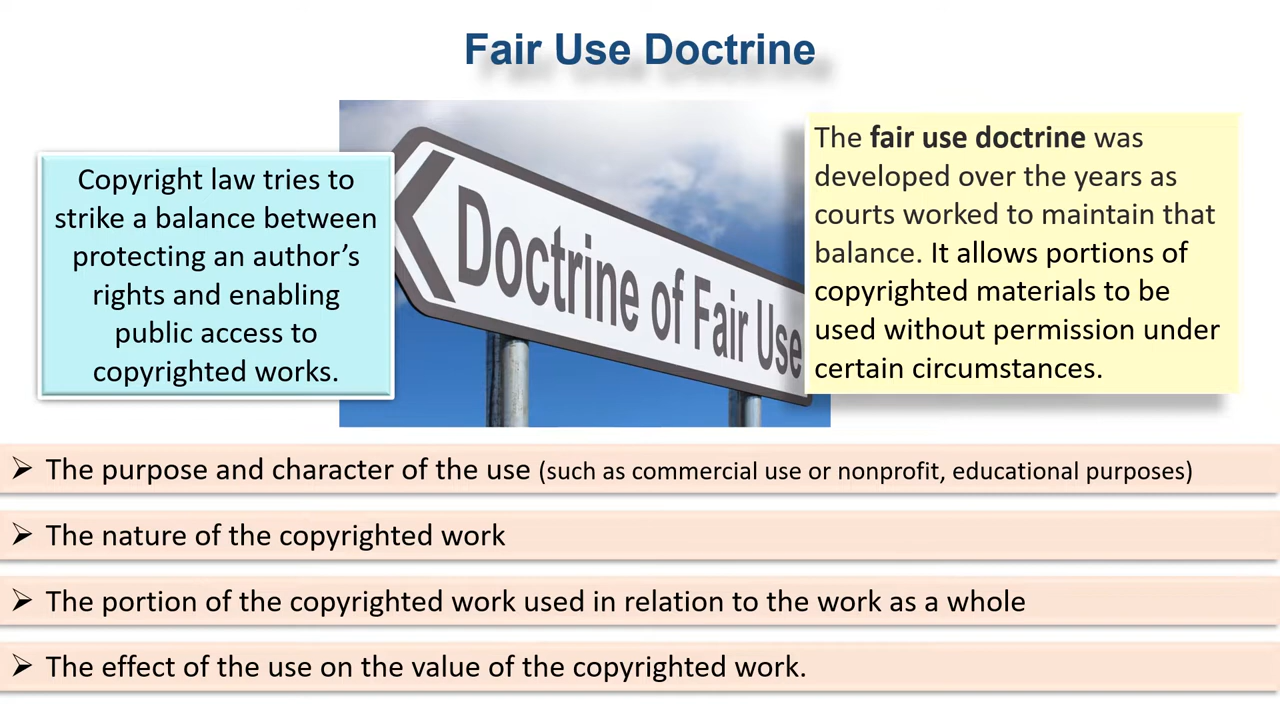 Fair Use Doctrine
Copyright law tries to
strike a balance between
protecting an author’s
rights and enabling
public access to
copyrighted works.
Doctrine of Fair Use
The fair use doctrine was
developed over the years as
courts worked to maintain that
balance. It allows portions of
copyrighted materials to be
used without permission under
certain circumstances.
➢ The purpose and character of the use (such as commercial use or nonprofit, educational purposes)
➢ The nature of the copyrighted work
➢ The portion of the copyrighted work used in relation to the work as a whole
➢ The effect of the use on the value of the copyrighted work.